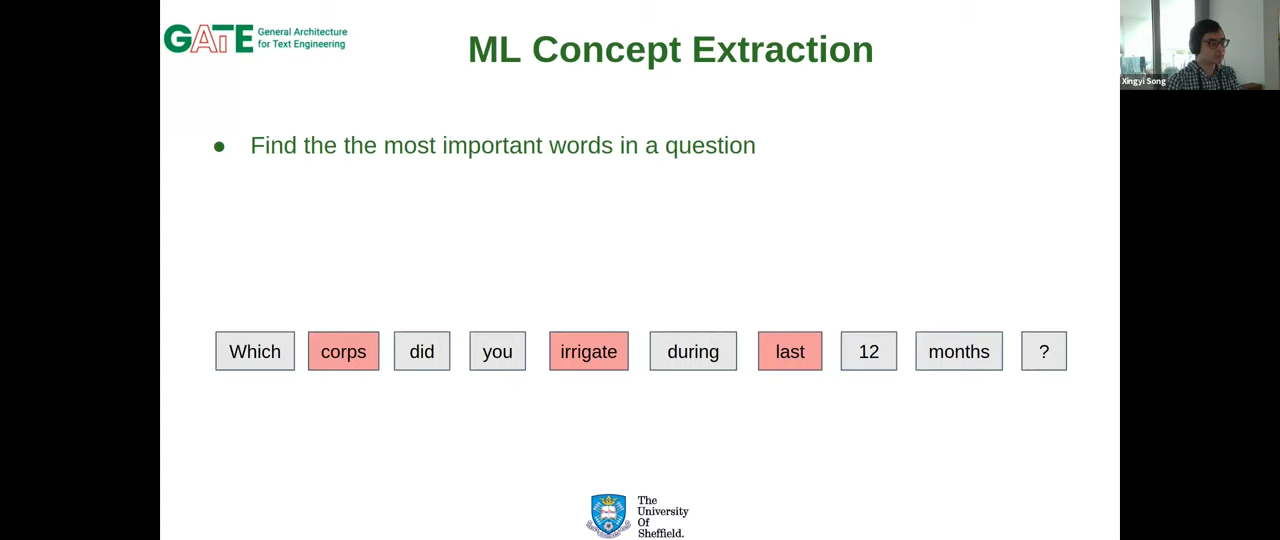 GATE General Architecture
for Text Engineering
ML Concept Extraction
Xingyi Song
● Find the the most important words in a question
Which corps did you irrigate during last 12 months ?
The
University
Of
Sheffield.